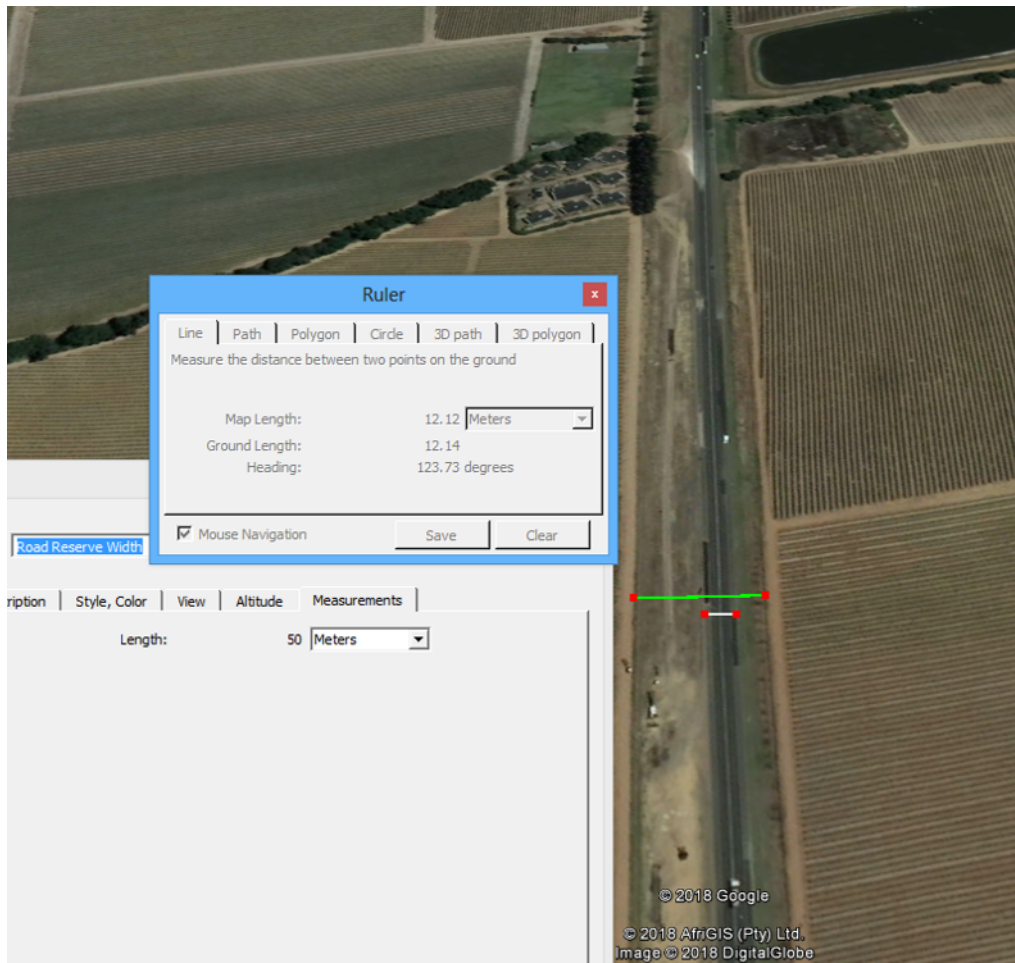 Ruler
x
Line Path Polygon Circle 3D path 3D polygon
Measure the distance between two points on the ground
Map Length: 12.12 Meters
Ground Length: 12.14
Heading: 123.73 degrees
Mouse Navigation Save Clear
Road Reserve Width
ription Style, Color View Altitude Measurements
Length: 50 Meters
© 2018 Google
© 2018 AfriGIS (Pty) Ltd.
Image © 2018 DigitalGlobe